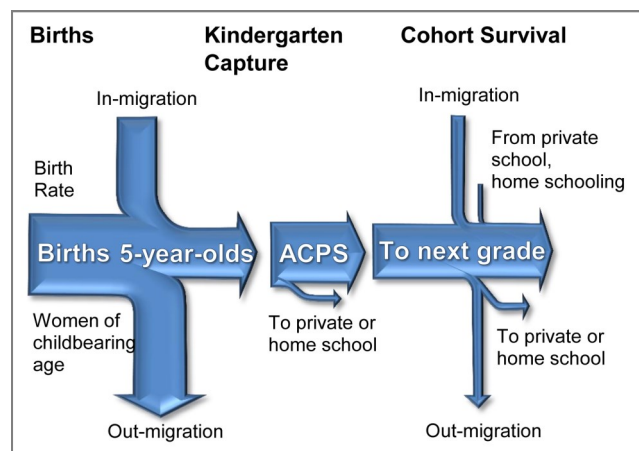 Births
Kindergarten
Capture
Cohort Survival
In-migration
Birth
Rate
Births 5-year-olds
Women of
childbearing
age
Out-migration
ACPS
To private or
home school
In-migration
From private
school,
home schooling
To next grade
To private or
home school
Out-migration